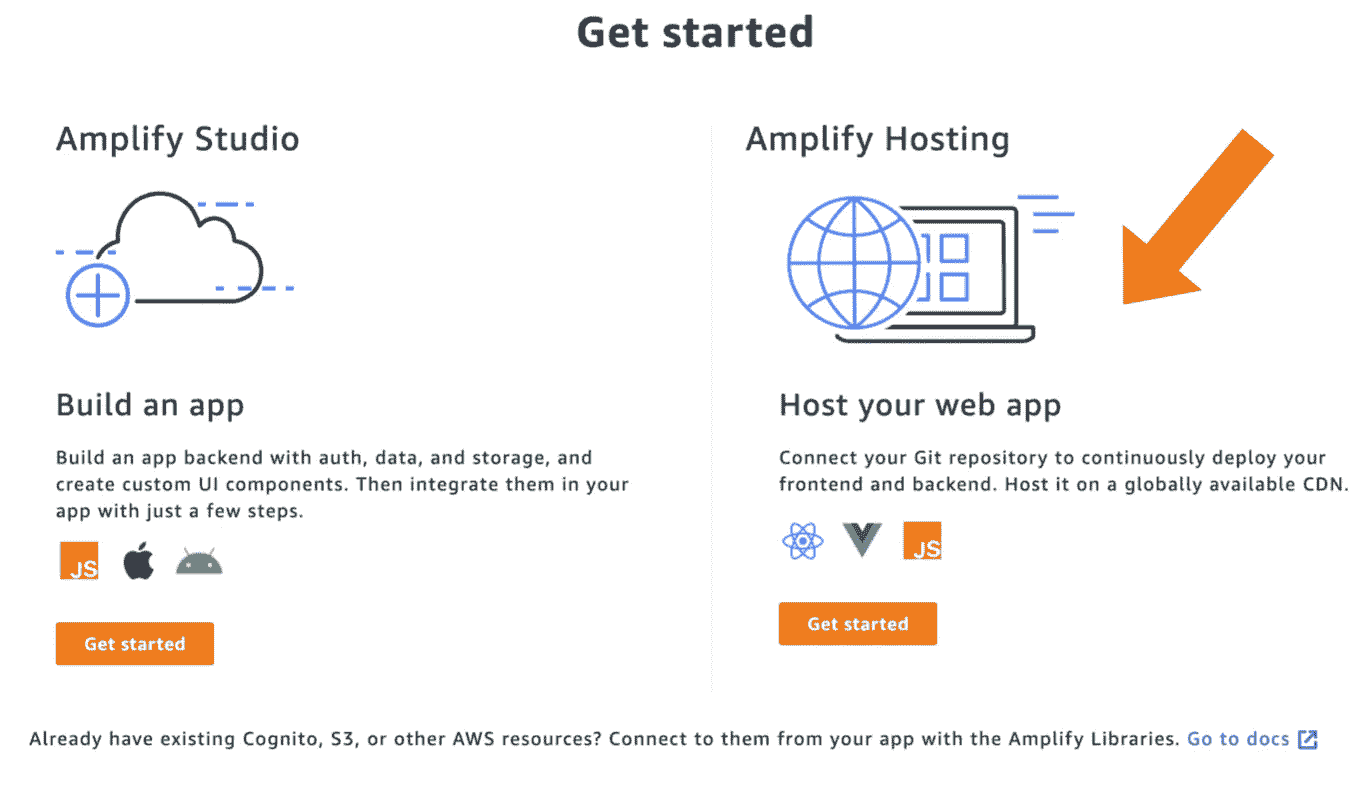 Get started
Amplify Studio
Build an app
Build an app backend with auth, data, and storage, and
create custom UI components. Then integrate them in your
app with just a few steps.
JS
Get started
Amplify Hosting
Host your web app
Connect your Git repository to continuously deploy your
frontend and backend. Host it on a globally available CDN.
JS
Get started
Already have existing Cognito, S3, or other AWS resources? Connect to them from your app with the Amplify Libraries. Go to docs